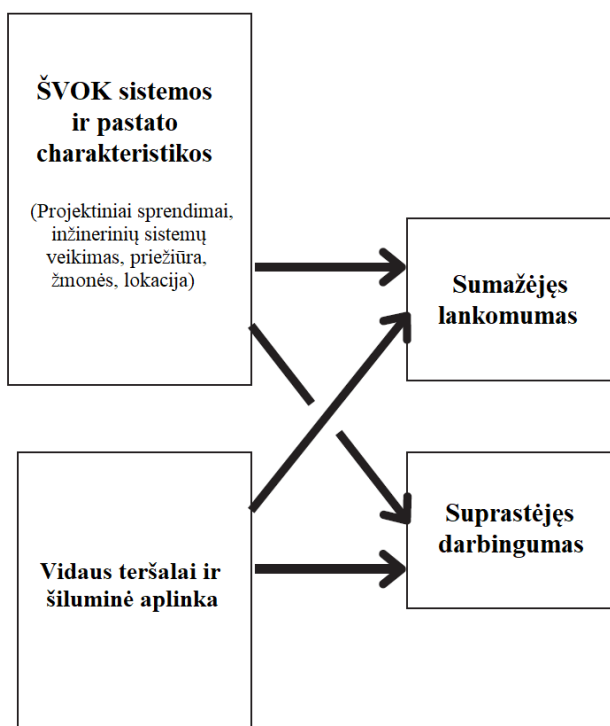 ŠVOK sistemos
ir pastato
charakteristikos
(Projektiniai sprendimai,
inžinerinių sistemų
veikimas, priežiūra,
žmonės, lokacija)
Sumažėjęs
lankomumas
Vidaus teršalai ir
šiluminė aplinka
Suprastėjęs
darbingumas